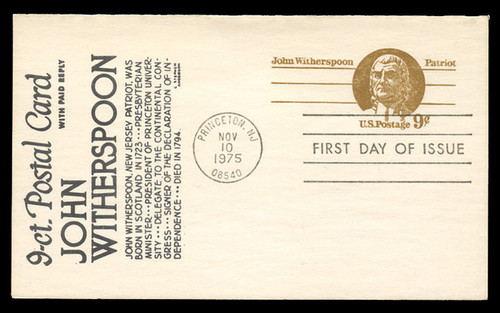 9-ct. Postal Card
WITH PAID REPLY
JOHN
WITHERSPOON
JOHN WITHERSPOON, NEW JERSEY PATRIOT, WAS
BORN IN SCOTLAND IN 1723···PRESBYTERIAN
MINISTER···PRESIDENT OF PRINCETON UNIVER-
SITY···DELEGATE TO THE CONTINENTAL CON-
GRESS···SIGNER OF THE DECLARATION OF IN-
DEPENDENCE···DIED IN 1794.
PRINCETON, NJ
NOV
10
1975
08540
John Witherspoon Patriot
U.S. Postage 9¢
FIRST DAY OF ISSUE